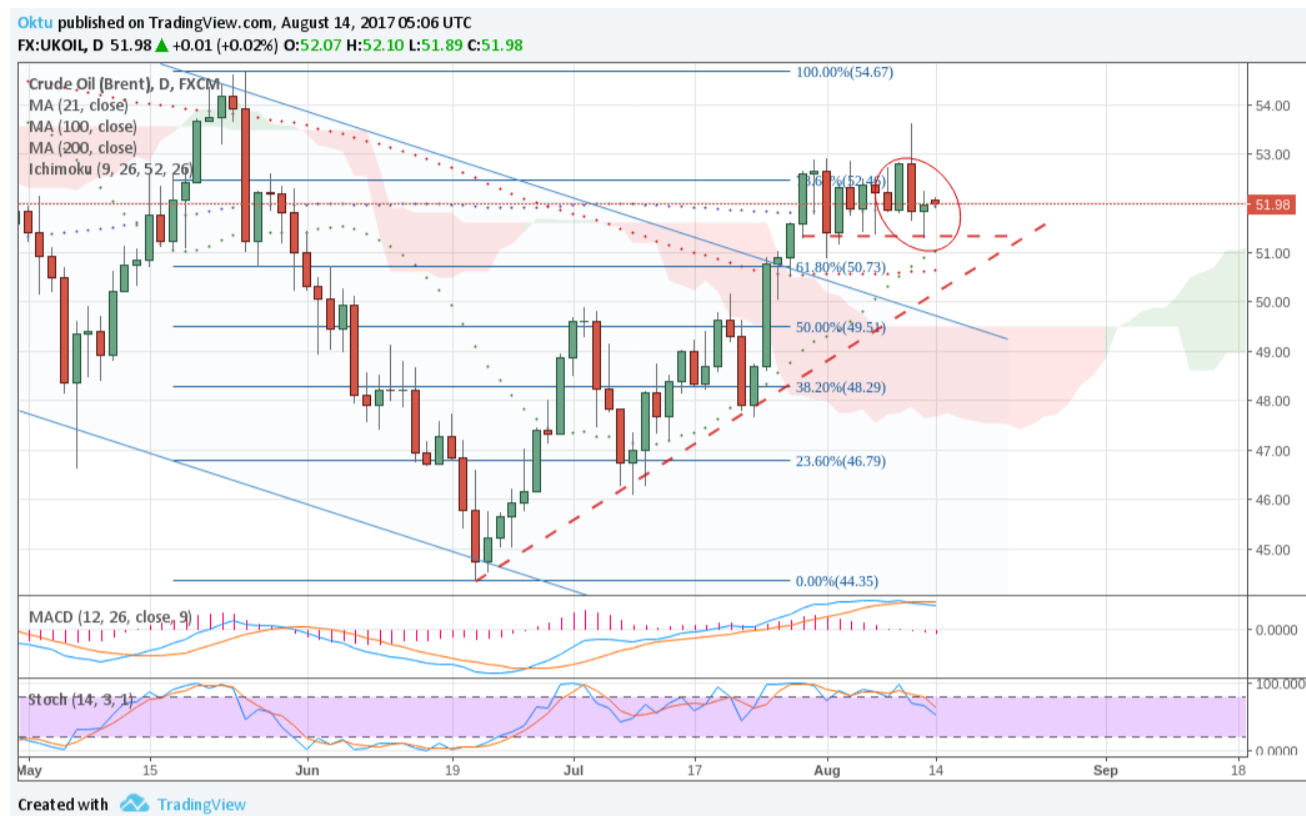 Oktu published on TradingView.com, August 14, 2017 05:06 UTC
FX:UKOIL, D 51.98 ▲ +0.01 (+0.02%) O:52.07 H:52.10 L:51.89 C:51.98
Crude Oil (Brent), D, FXCM
MA (21, close)
MA (100, close)
MA (200, close)
Ichimoku (9, 26, 52, 26)
100.00%(54.67)
(52.46)
61.80%(50.73)
50.00%(49.51)
38.20%(48.29)
23.60%(46.79)
0.00%(44.35)
54.00
53.00
51.98
51.00
50.00
49.00
48.00
47.00
46.00
45.00
MACD (12, 26, close, 9)
0.0000
Stoch (14, 3, 1)
100.000
0.0000
May 15 Jun 19 Jul 17 Aug 14 Sep 18
Created with TradingView